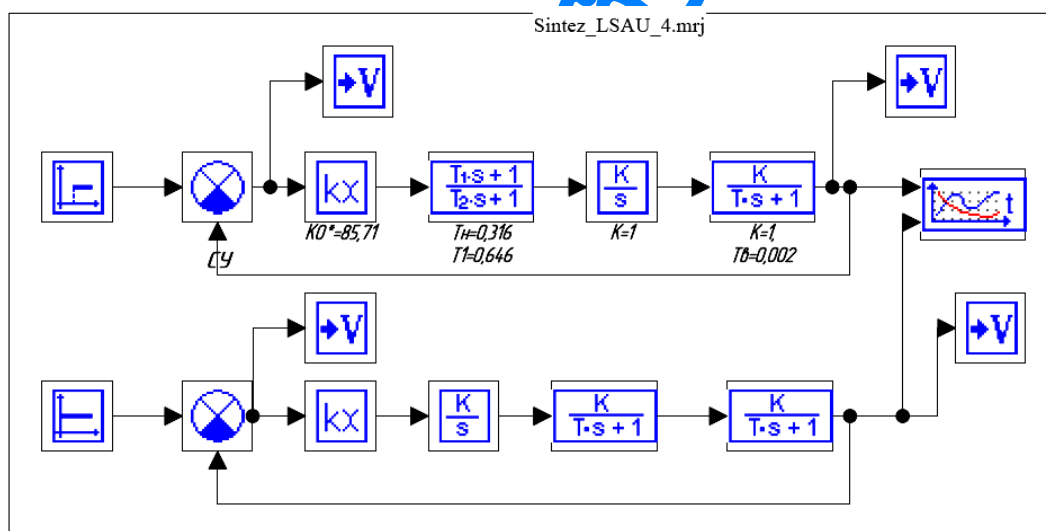 Sintez_LSAU_4.mrj
→V
→V
kx
T₁·s+1
T₂·s+1
K
s
K
T·s+1
t
K0*=85,71
Tн=0,316
T1=0,646
K=1
K=1,
Tв=0,002
СУ
→V
→V
kx
K
s
K
T·s+1
K
T·s+1